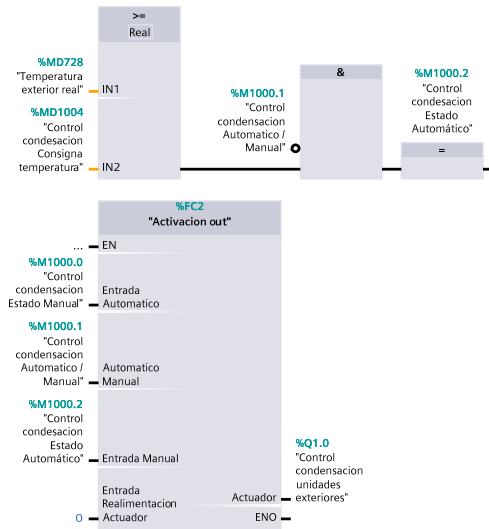 >=
Real
%MD728
"Temperatura
exterior real"
IN1
%MD1004
"Control
condesacion
Consigna
temperatura"
IN2
%M1000.1
"Control
condensacion
Automatico /
Manual"
&
%M1000.2
"Control
condesacion
Estado
Automático"
=
%FC2
"Activacion out"
... EN
%M1000.0
"Control
condensacion
Estado Manual"
Entrada
Automatico
%M1000.1
"Control
condensacion
Automatico /
Manual"
Automatico
Manual
%M1000.2
"Control
condesacion
Estado
Automático"
Entrada Manual
0
Entrada
Realimentacion
Actuador
%Q1.0
"Control
condensacion
unidades
exteriores"
Actuador
ENO